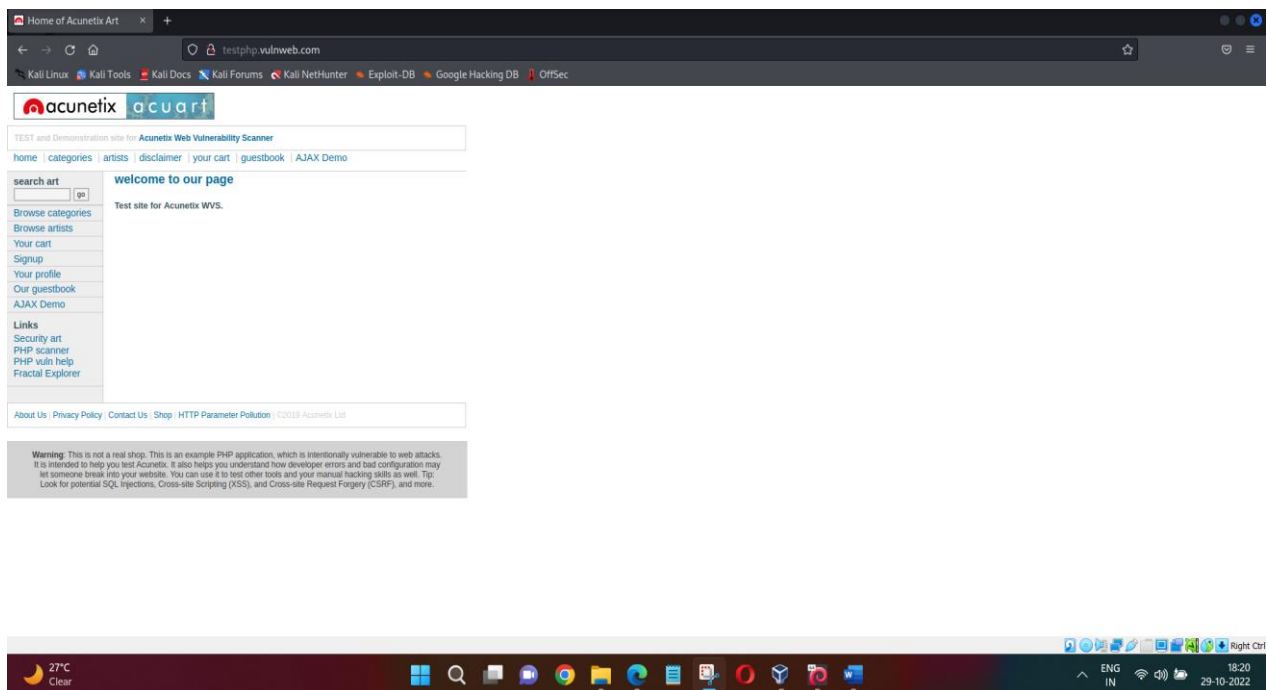 Home of Acunetix Art
testphp.vulnweb.com
Kali Linux Kali Tools Kali Docs Kali Forums Kali NetHunter Exploit-DB Google Hacking DB OffSec
acunetix acuart
TEST and Demonstration site for Acunetix Web Vulnerability Scanner
home | categories | artists | disclaimer | your cart | guestbook | AJAX Demo
search art
go
Browse categories
Browse artists
Your cart
Signup
Your profile
Our guestbook
AJAX Demo
Links
Security art
PHP scanner
PHP vuln help
Fractal Explorer
welcome to our page
Test site for Acunetix WVS.
About Us | Privacy Policy | Contact Us | Shop | HTTP Parameter Pollution | ©2019 Acunetix Ltd
Warning: This is not a real shop. This is an example PHP application, which is intentionally vulnerable to web attacks.
It is intended to help you test Acunetix. It also helps you understand how developer errors and bad configuration may
let someone break into your website. You can use it to test other tools and your manual hacking skills as well. Tip:
Look for potential SQL Injections, Cross-site Scripting (XSS), and Cross-site Request Forgery (CSRF), and more.
Right Ctrl
27°C
Clear
ENG
IN
18:20
29-10-2022